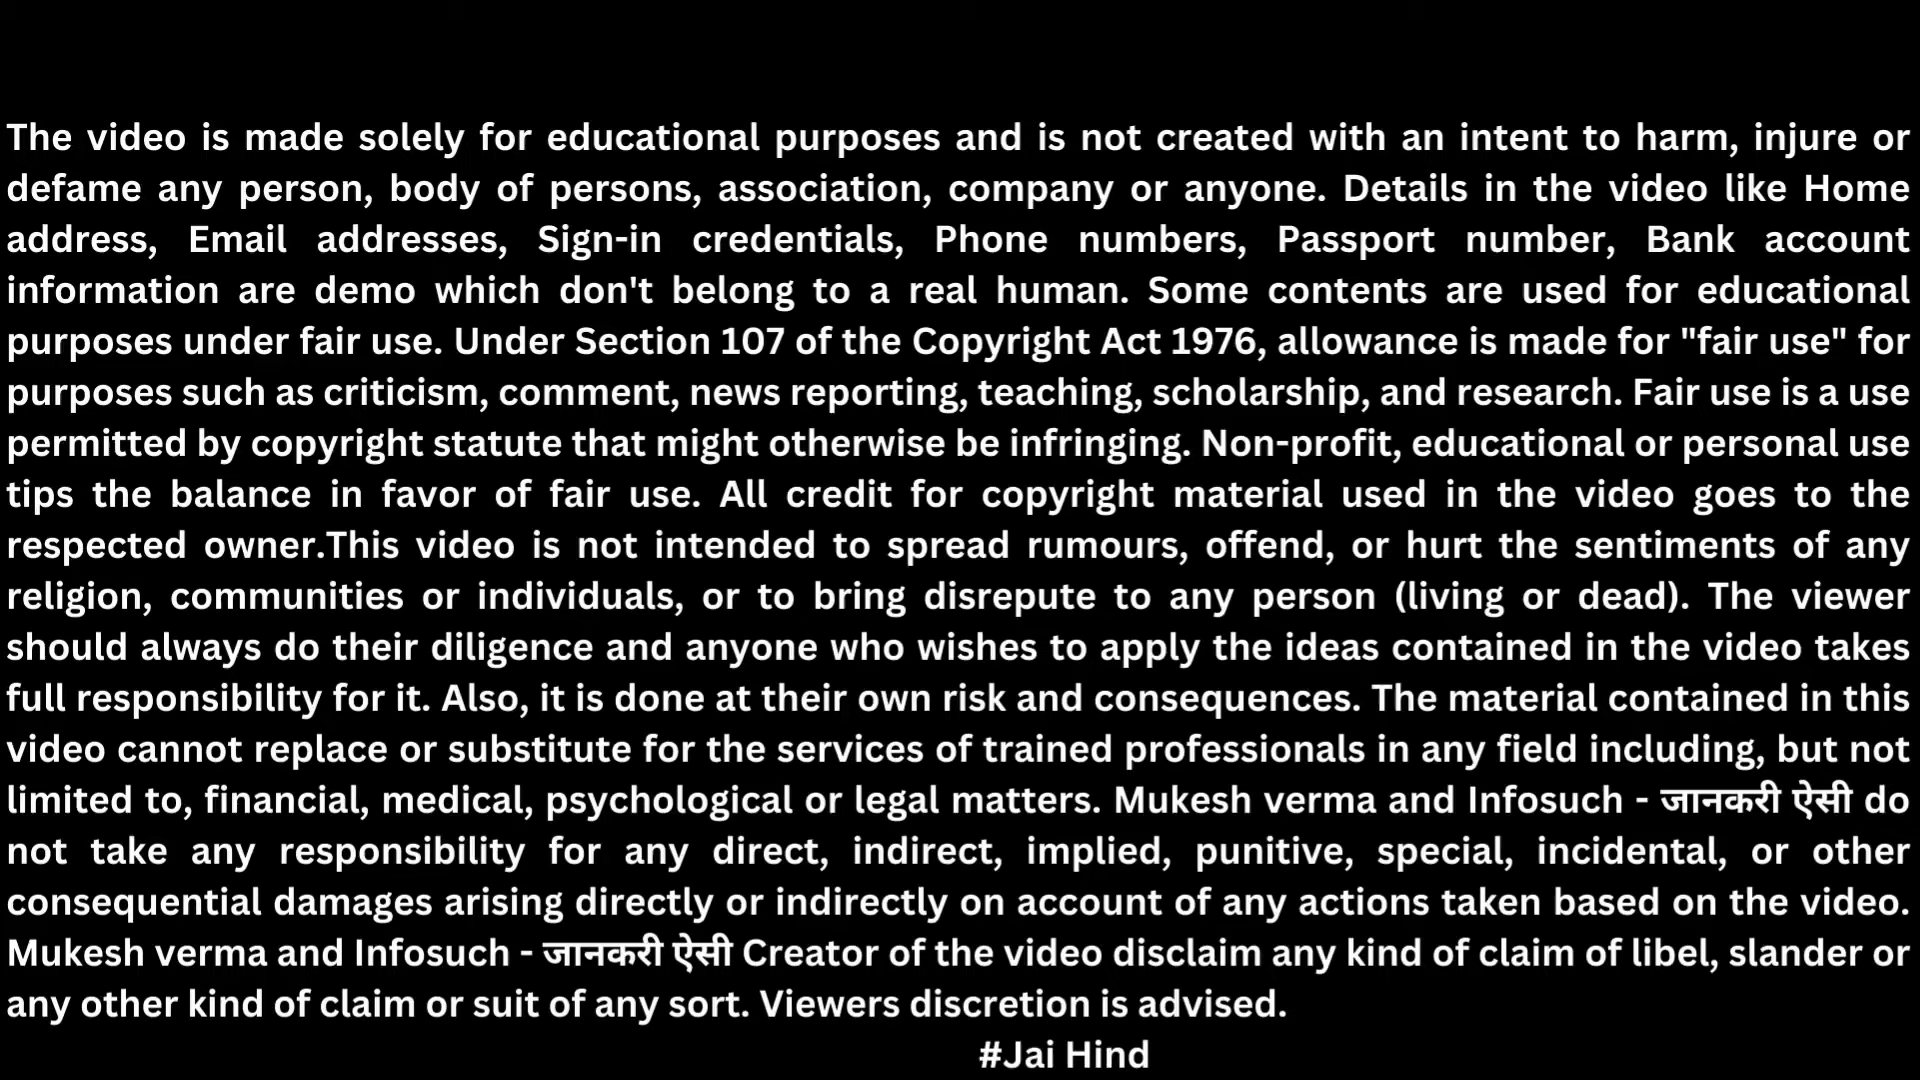 The video is made solely for educational purposes and is not created with an intent to harm, injure or
defame any person, body of persons, association, company or anyone. Details in the video like Home
address, Email addresses, Sign-in credentials, Phone numbers, Passport number, Bank account
information are demo which don't belong to a real human. Some contents are used for educational
purposes under fair use. Under Section 107 of the Copyright Act 1976, allowance is made for "fair use" for
purposes such as criticism, comment, news reporting, teaching, scholarship, and research. Fair use is a use
permitted by copyright statute that might otherwise be infringing. Non-profit, educational or personal use
tips the balance in favor of fair use. All credit for copyright material used in the video goes to the
respected owner.This video is not intended to spread rumours, offend, or hurt the sentiments of any
religion, communities or individuals, or to bring disrepute to any person (living or dead). The viewer
should always do their diligence and anyone who wishes to apply the ideas contained in the video takes
full responsibility for it. Also, it is done at their own risk and consequences. The material contained in this
video cannot replace or substitute for the services of trained professionals in any field including, but not
limited to, financial, medical, psychological or legal matters. Mukesh verma and Infosuch - जानकरी ऐसी do
not take any responsibility for any direct, indirect, implied, punitive, special, incidental, or other
consequential damages arising directly or indirectly on account of any actions taken based on the video.
Mukesh verma and Infosuch - जानकरी ऐसी Creator of the video disclaim any kind of claim of libel, slander or
any other kind of claim or suit of any sort. Viewers discretion is advised.
#Jai Hind